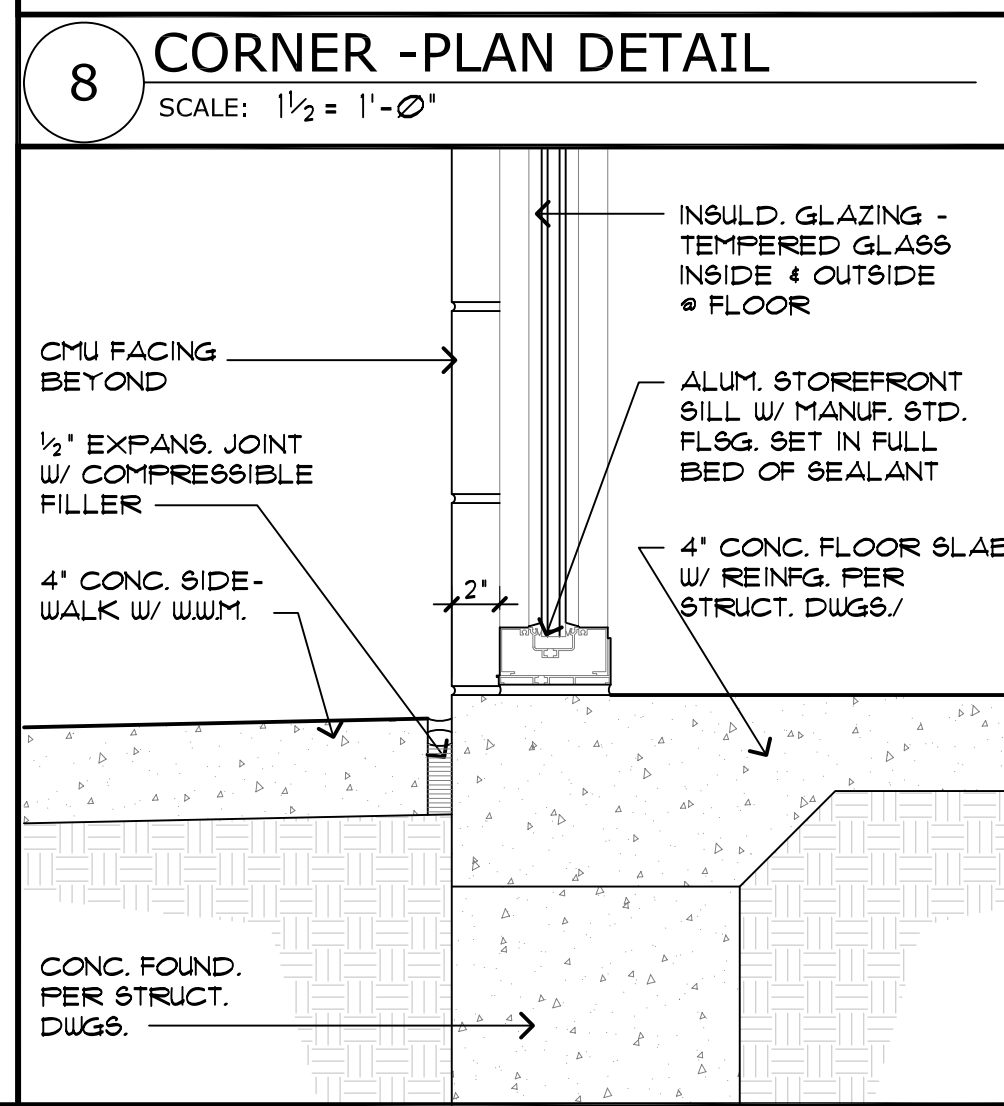 8
CORNER -PLAN DETAIL
SCALE: 1½ = 1'-Ø"
INSULD. GLAZING -
TEMPERED GLASS
INSIDE & OUTSIDE
@ FLOOR
CMU FACING
BEYOND
ALUM. STOREFRONT
SILL W/ MANUF. STD.
FLSG. SET IN FULL
BED OF SEALANT
½" EXPANS. JOINT
W/ COMPRESSIBLE
FILLER
4" CONC. FLOOR SLAB
W/ REINFG. PER
STRUCT. DWGS./
4" CONC. SIDE-
WALK W/ W.W.M.
2"
CONC. FOUND.
PER STRUCT.
DWGS.